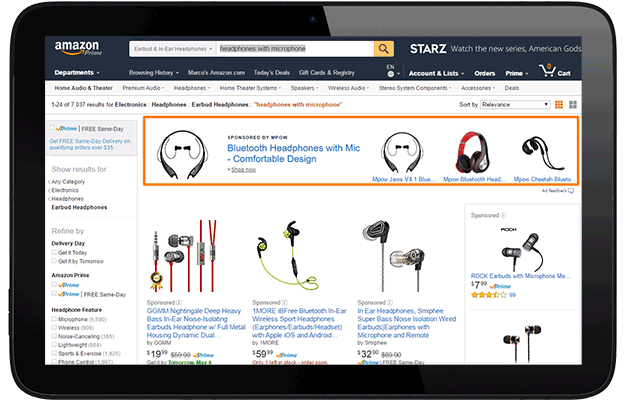 amazon
Prime
Earbud & In-Ear Headphones
headphones with microphone
STARZ Watch the new series, American Gods
Departments
Browsing History
Marco's Amazon.com
Today's Deals
Gift Cards & Registry
EN
Account & Lists
Orders
Prime
0
Cart
Home Audio & Theater
Premium Audio
Headphones
Home Theater Systems
Speakers
Wireless Audio
Stereo System Components
Accessories
Deals
1-24 of 7,037 results for Electronics : Headphones : Earbud Headphones : "headphones with microphone"
Sort by Relevance
Prime | FREE Same-Day
Get FREE Same-Day Delivery on
qualifying orders over $35
Show results for
‹ Any Category
‹ Electronics
‹ Headphones
Earbud Headphones
Refine by
Delivery Day
Get It Today
Get It by Tomorrow
Amazon Prime
Prime
Prime | FREE Same-Day
Headphone Feature
Microphone (5,590)
Wireless (909)
Noise-Canceling (385)
Lightweight (984)
Sports & Exercise (1,820)
Phone Control (1,987)
SPONSORED BY MPOW
Bluetooth Headphones with Mic
- Comfortable Design
› Shop now
Mpow Jaws V4.1 Blue...
Mpow Bluetooth Head...
Mpow Cheetah Blueto...
Ad feedback
Sponsored
GGMM Nightingale Deep Heavy
Bass In-Ear Noise-Isolating
Earbuds Headphone w/ Full Metal
Housing Dynamic Dual...
by GGMM
$19 99 $59.99 Prime
Get it by Tomorrow, May 4
Sponsored
1MORE iBFree Bluetooth In-Ear
Wireless Sport Headphones
(Earphones/Earbuds/Headset)
with Apple iOS and Android...
by 1MORE
$59 99 Prime
Only 1 left in stock - order soon.
Sponsored
In Ear Headphones, Smiphee
Super Bass Noise Isolation Wired
Earbuds|Earphones with
Microphone and Remote
by Smiphee
$32 90 $69.90
Sponsored
ROCK
ROCK Earbuds with Microphone Me...
$7 99
99